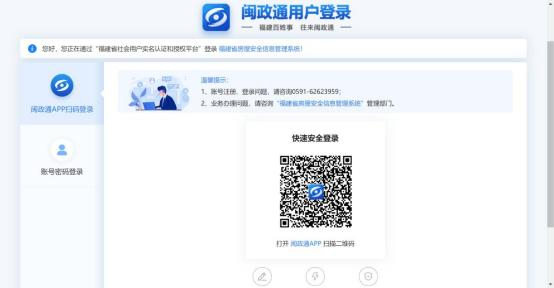 闽政通用户登录
福建百姓事 往来闽政通
您好，您正在通过“福建省社会用户实名认证和授权平台”登录 福建省房屋安全信息管理系统！
闽政通APP扫码登录
账号密码登录
温馨提示：
1、账号注册、登录问题，请咨询0591-62623959；
2、业务办理问题，请咨询 “福建省房屋安全信息管理系统” 管理部门。
快速安全登录
打开 闽政通APP 扫描二维码